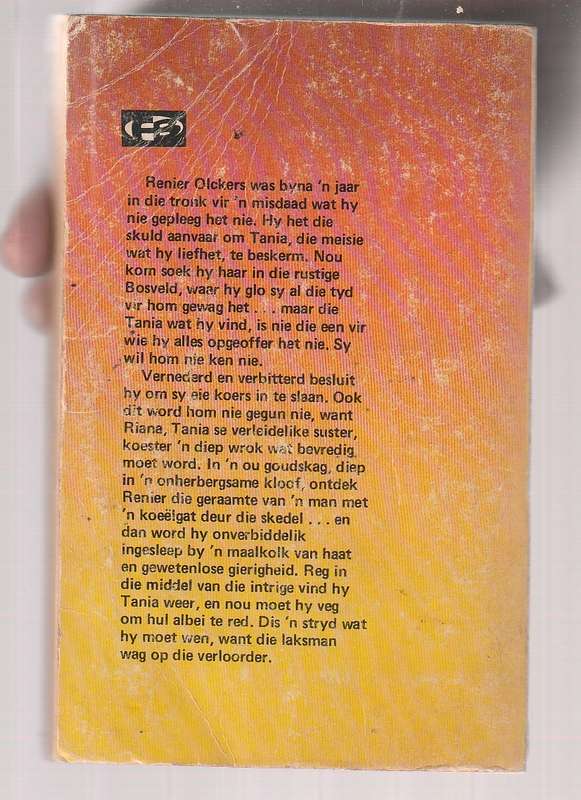 Renier Olckers was byna 'n jaar
in die tronk vir 'n misdaad wat hy
nie gepleeg het nie. Hy het die
skuld aanvaar om Tania, die meisie
wat hy liefhet, te beskerm. Nou
kom soek hy haar in die rustige
Bosveld, waar hy glo sy al die tyd
vir hom gewag het . . . maar die
Tania wat hy vind, is nie die een vir
wie hy alles opgeoffer het nie. Sy
wil hom nie ken nie.
Vernederd en verbitterd besluit
hy om sy eie koers in te slaan. Ook
dit word hom nie gegun nie, want
Riana, Tania se verleidelike suster,
koester 'n diep wrok wat bevredig
moet word. In 'n ou goudskag, diep
in 'n onherbergsame kloof, ontdek
Renier die geraamte van 'n man met
'n koeëlgat deur die skedel . . . en
dan word hy onverbiddelik
ingesleep by 'n maalkolk van haat
en gewetenlose gierigheid. Reg in
die middel van die intrige vind hy
Tania weer, en nou moet hy veg
om hul albei te red. Dis 'n stryd wat
hy moet wen, want die laksman
wag op die verloorder.